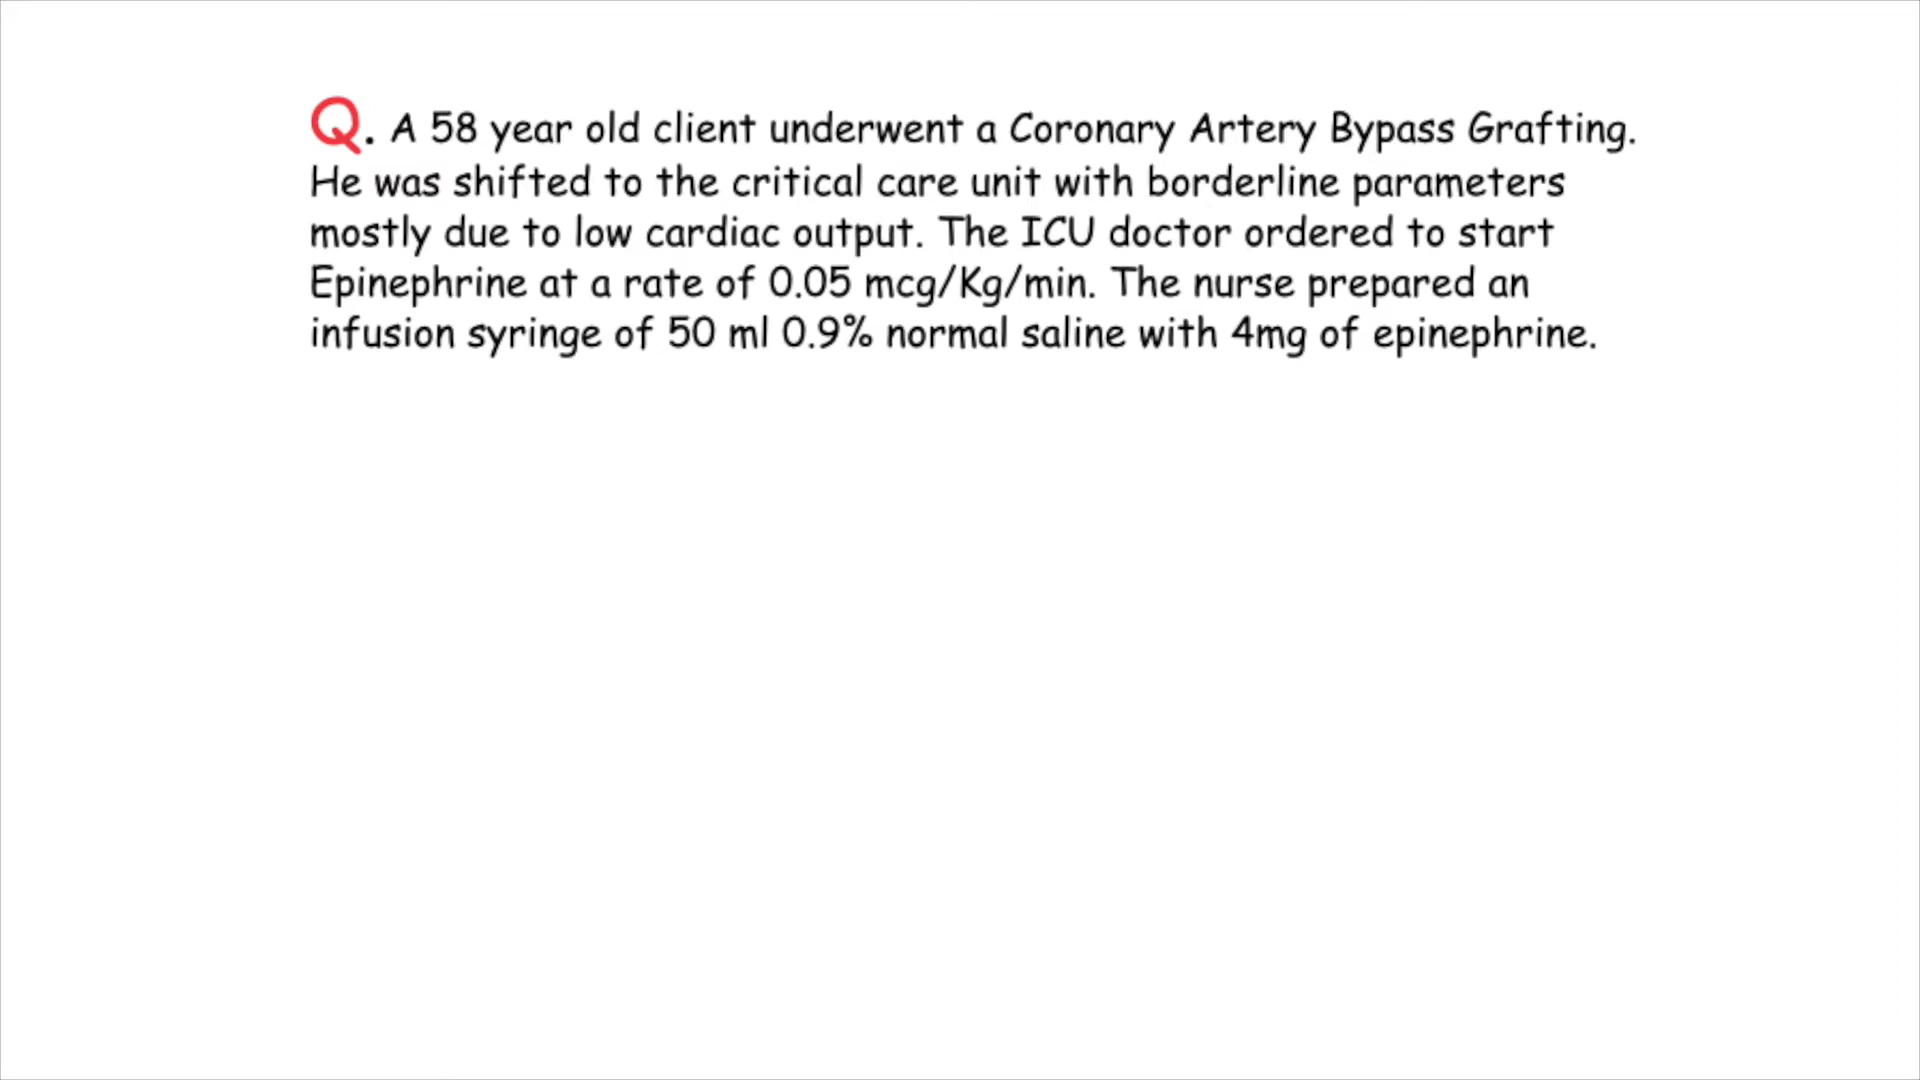 Q. A 58 year old client underwent a Coronary Artery Bypass Grafting.
He was shifted to the critical care unit with borderline parameters
mostly due to low cardiac output. The ICU doctor ordered to start
Epinephrine at a rate of 0.05 mcg/Kg/min. The nurse prepared an
infusion syringe of 50 ml 0.9% normal saline with 4mg of epinephrine.